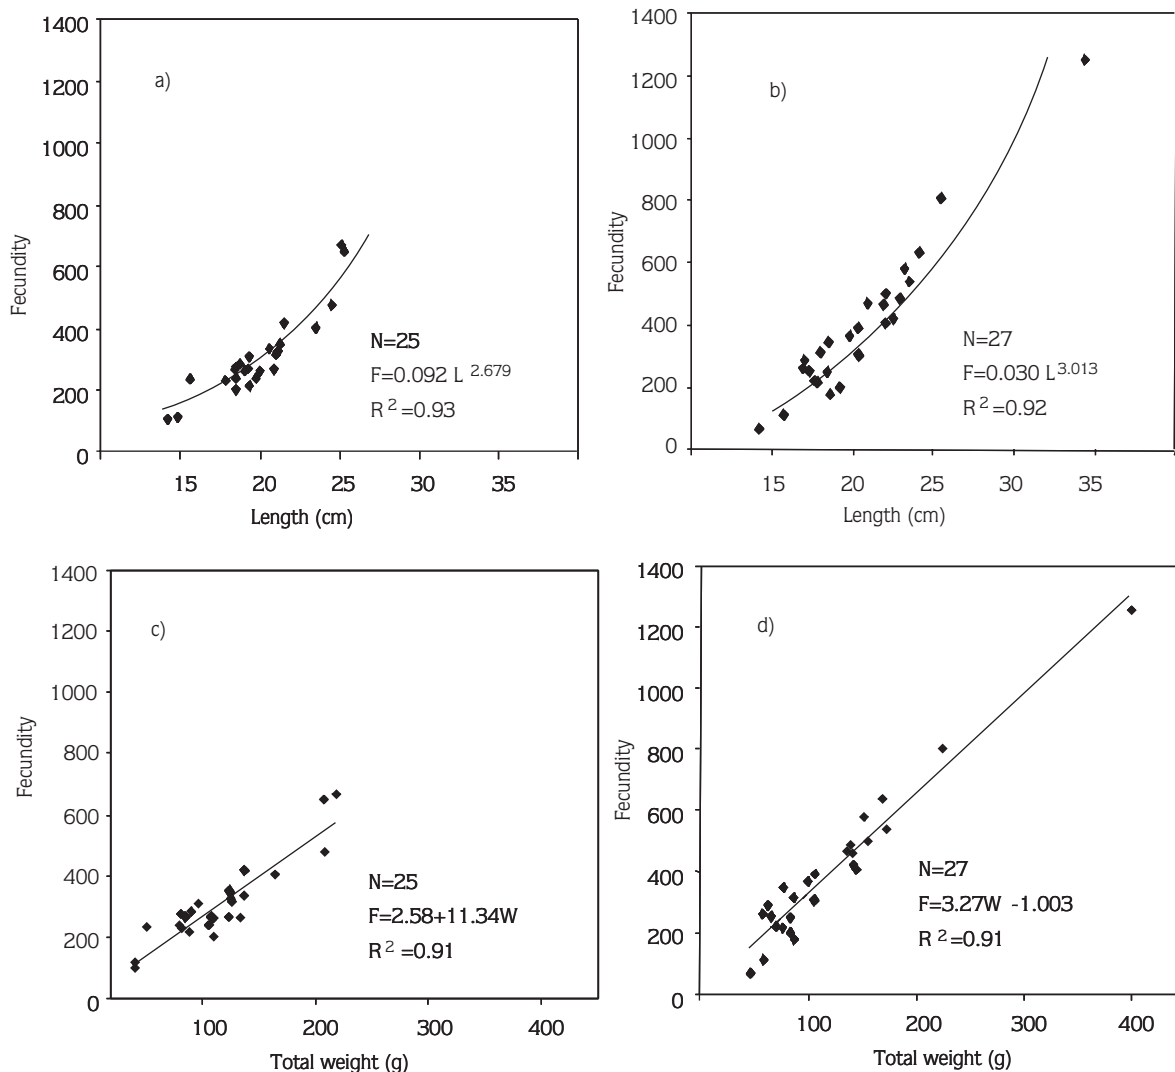 1400
1200
1000
800
600
400
200
0
Fecundity
a)
N=25
F=0.092 L 2.679
R 2 =0.93
15 20 25 30 35
Length (cm)
1400
1200
1000
800
600
400
200
0
Fecundity
b)
N=27
F=0.030 L3.013
R 2 =0.92
15 20 25 30 35
Length (cm)
1400
1200
1000
800
600
400
200
0
Fecundity
c)
N=25
F=2.58+11.34W
R 2 =0.91
100 200 300 400
Total weight (g)
1400
1200
1000
800
600
400
200
0
Fecundity
d)
N=27
F=3.27W -1.003
R 2 =0.91
100 200 300 400
Total weight (g)